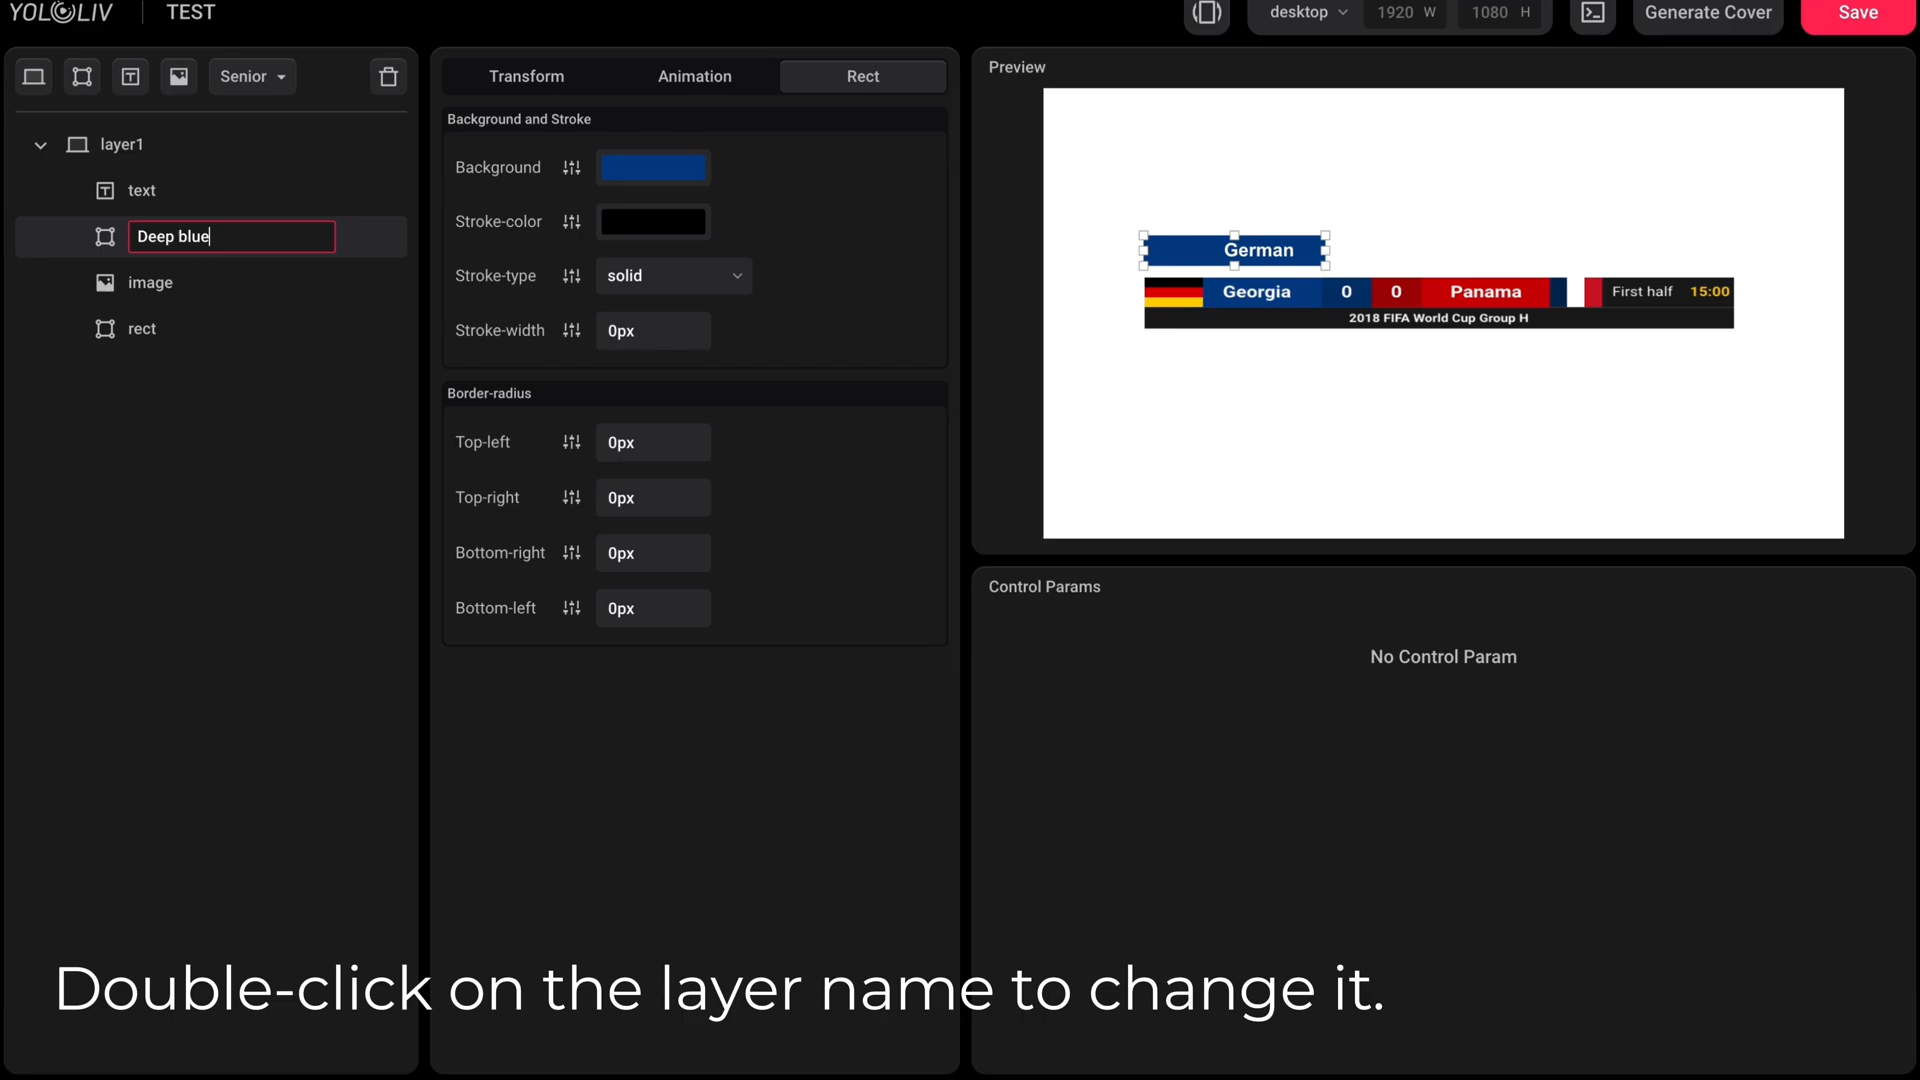 YOLOLIV TEST desktop 1920 W 1080 H Generate Cover Save
Senior
layer1
text
Deep blue
image
rect
Transform Animation Rect
Background and Stroke
Background
Stroke-color
Stroke-type solid
Stroke-width 0px
Border-radius
Top-left 0px
Top-right 0px
Bottom-right 0px
Bottom-left 0px
Preview
German
Georgia 0 0 Panama First half 15:00
2018 FIFA World Cup Group H
Control Params
No Control Param
Double-click on the layer name to change it.